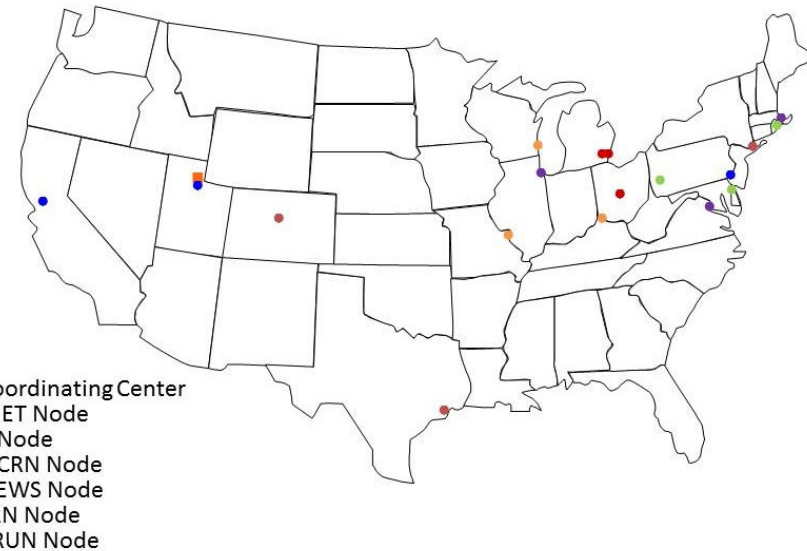 oordinating Center
ET Node
Node
CRN Node
EWS Node
N Node
RUN Node